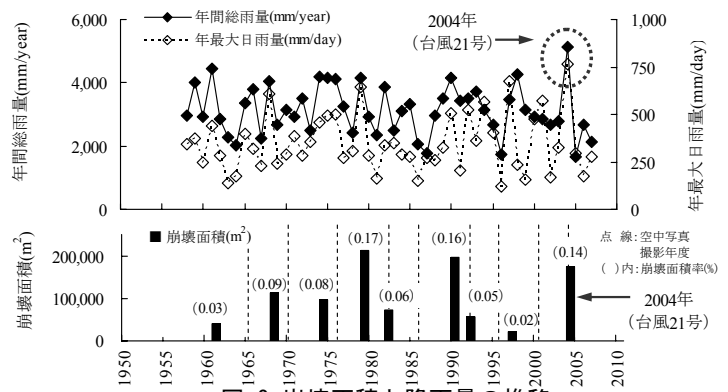 年間総雨量(mm/year)
年最大日雨量(mm/day)
2004年
(台風21号)
年間総雨量(mm/year)
6,000
4,000
2,000
0
1,000
750
500
250
0
年最大日雨量(mm/day)
崩壊面積(m²)
崩壊面積(m²)
200,000
100,000
0
(0.03)
(0.09)
(0.08)
(0.17)
(0.06)
(0.16)
(0.05)
(0.02)
(0.14)
点 線:空中写真
撮影年度
( )内:崩壊面積率(%)
2004年
(台風21号)
1950
1955
1960
1965
1970
1975
1980
1985
1990
1995
2000
2005
2010